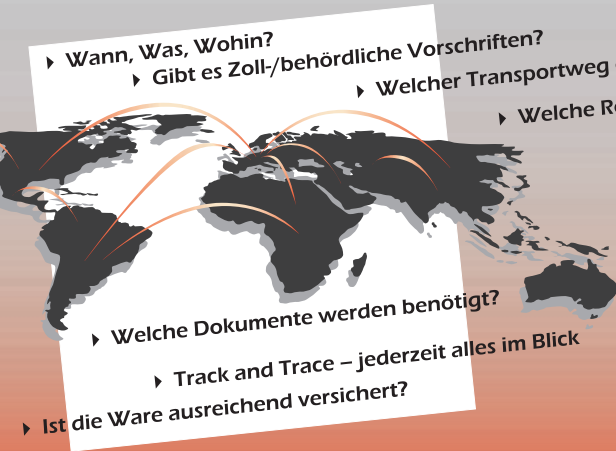 Wann, Was, Wohin?
Gibt es Zoll-/behördliche Vorschriften?
Welcher Transportweg
Welche
Welche Dokumente werden benötigt?
Track and Trace – jederzeit alles im Blick
Ist die Ware ausreichend versichert?